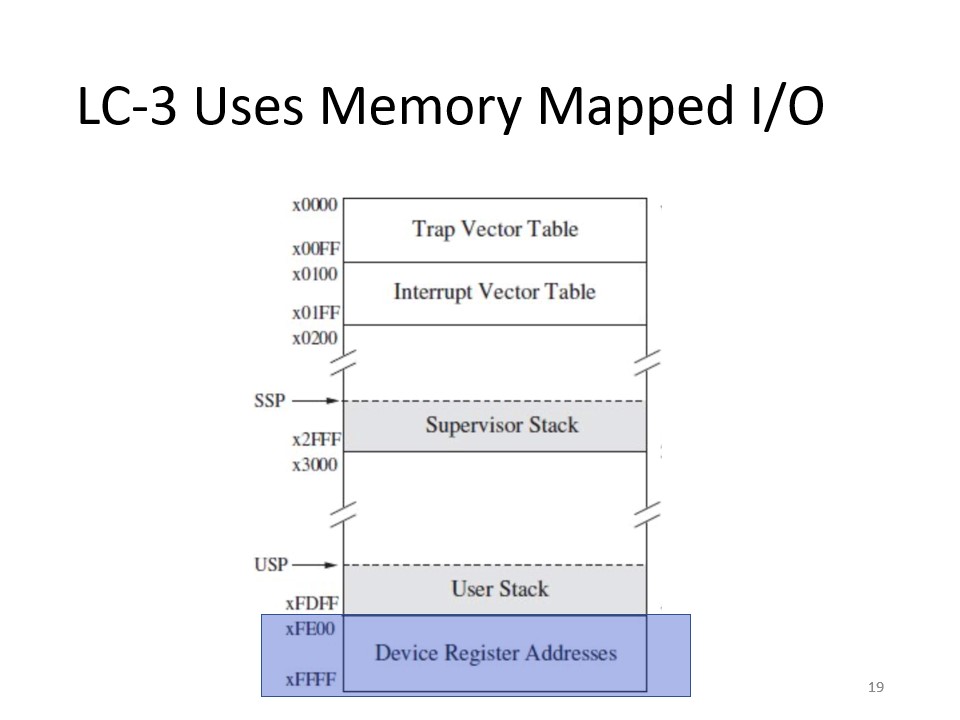 LC-3 Uses Memory Mapped I/O
x0000
Trap Vector Table
x00FF
x0100
Interrupt Vector Table
x01FF
x0200
SSP
Supervisor Stack
x2FFF
x3000
USP
User Stack
xFDFF
xFE00
Device Register Addresses
xFFFF
19